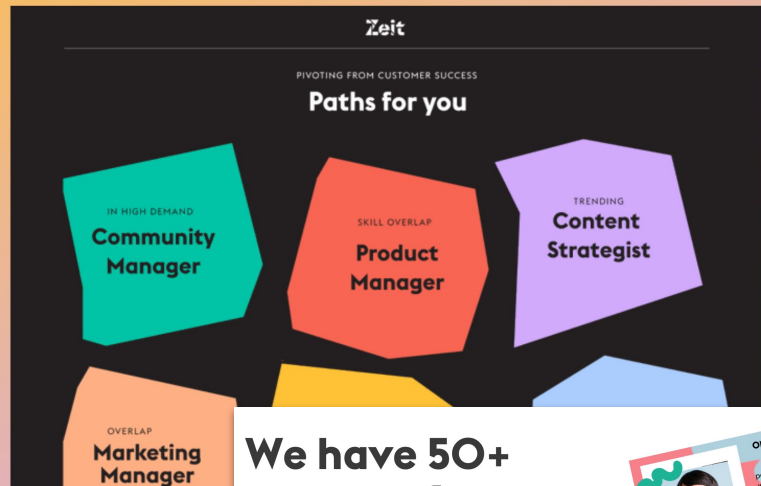 Zeit
PIVOTING FROM CUSTOMER SUCCESS
Paths for you
IN HIGH DEMAND
Community
Manager
SKILL OVERLAP
Product
Manager
TRENDING
Content
Strategist
OVERLAP
Marketing
Manager
We have 50+